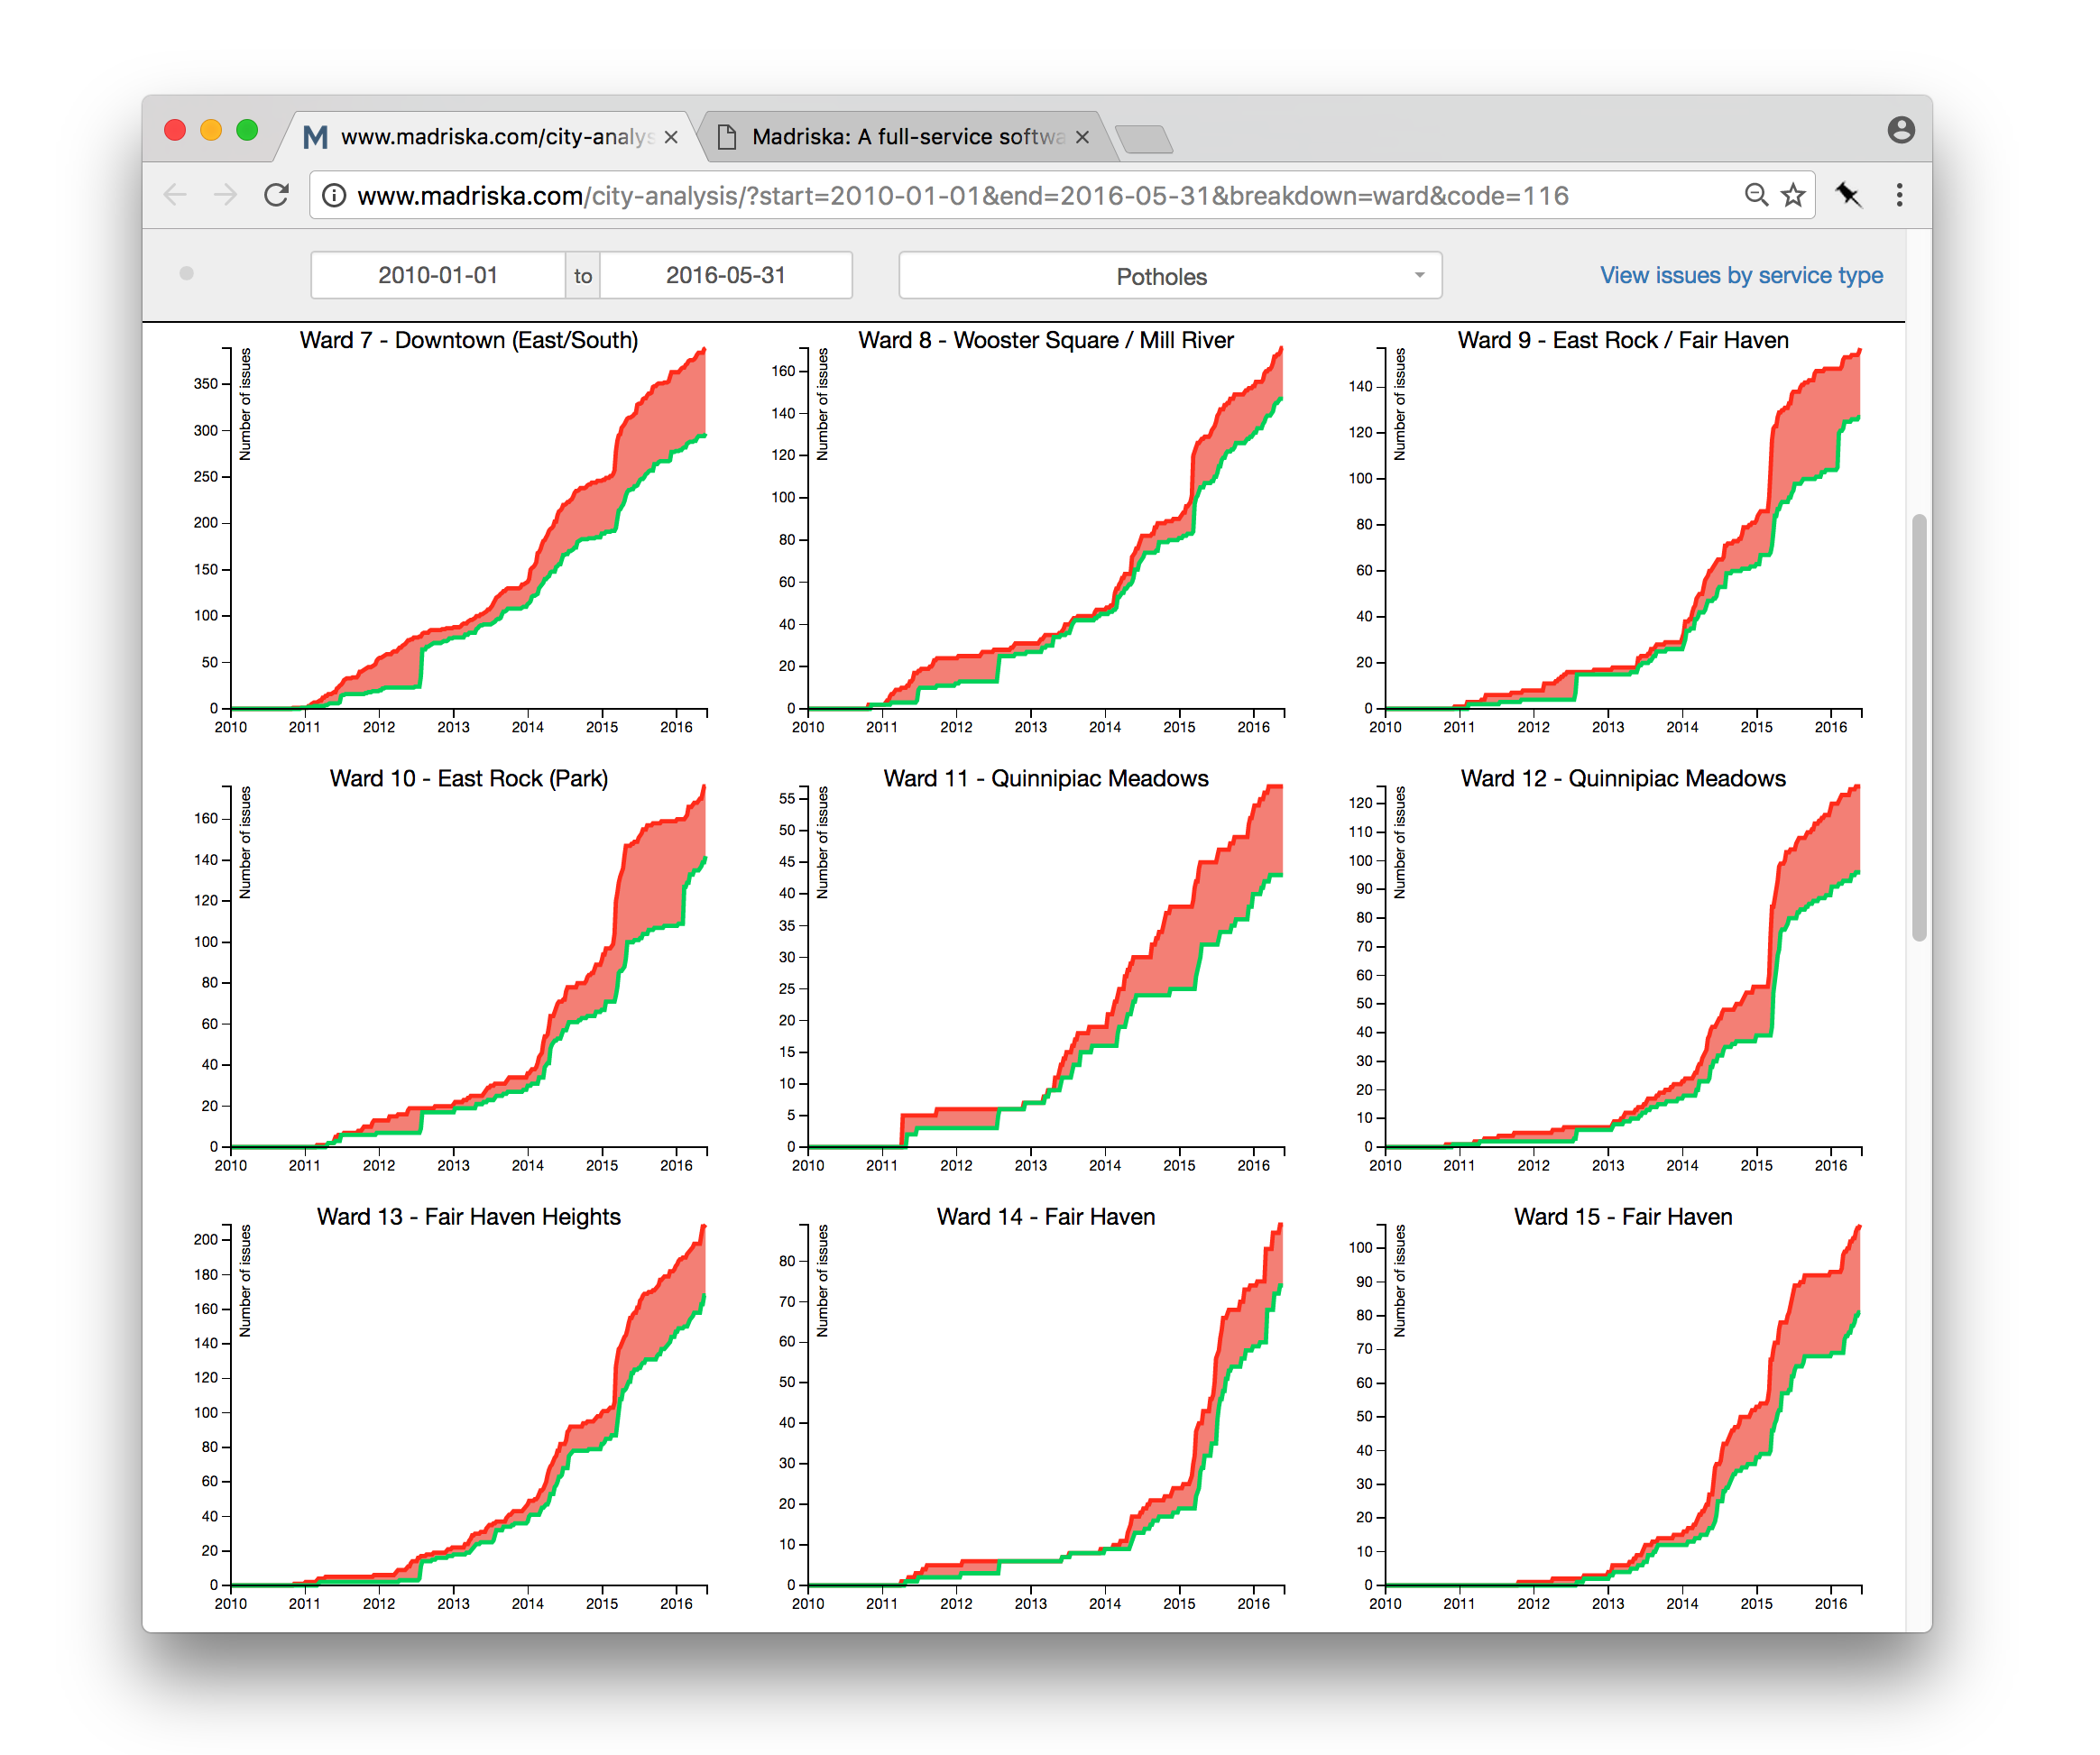 M www.madriska.com/city-analys
Madriska: A full-service softwa
www.madriska.com/city-analysis/?start=2010-01-01&end=2016-05-31&breakdown=ward&code=116
2010-01-01 to 2016-05-31 Potholes View issues by service type
Ward 7 - Downtown (East/South)
Number of issues
350
300
250
200
150
100
50
0
2010 2011 2012 2013 2014 2015 2016
Ward 8 - Wooster Square / Mill River
Number of issues
160
140
120
100
80
60
40
20
0
2010 2011 2012 2013 2014 2015 2016
Ward 9 - East Rock / Fair Haven
Number of issues
140
120
100
80
60
40
20
0
2010 2011 2012 2013 2014 2015 2016
Ward 10 - East Rock (Park)
Number of issues
160
140
120
100
80
60
40
20
0
2010 2011 2012 2013 2014 2015 2016
Ward 11 - Quinnipiac Meadows
Number of issues
55
50
45
40
35
30
25
20
15
10
5
0
2010 2011 2012 2013 2014 2015 2016
Ward 12 - Quinnipiac Meadows
Number of issues
120
110
100
90
80
70
60
50
40
30
20
10
0
2010 2011 2012 2013 2014 2015 2016
Ward 13 - Fair Haven Heights
Number of issues
200
180
160
140
120
100
80
60
40
20
0
2010 2011 2012 2013 2014 2015 2016
Ward 14 - Fair Haven
Number of issues
80
70
60
50
40
30
20
10
0
2010 2011 2012 2013 2014 2015 2016
Ward 15 - Fair Haven
Number of issues
100
90
80
70
60
50
40
30
20
10
0
2010 2011 2012 2013 2014 2015 2016